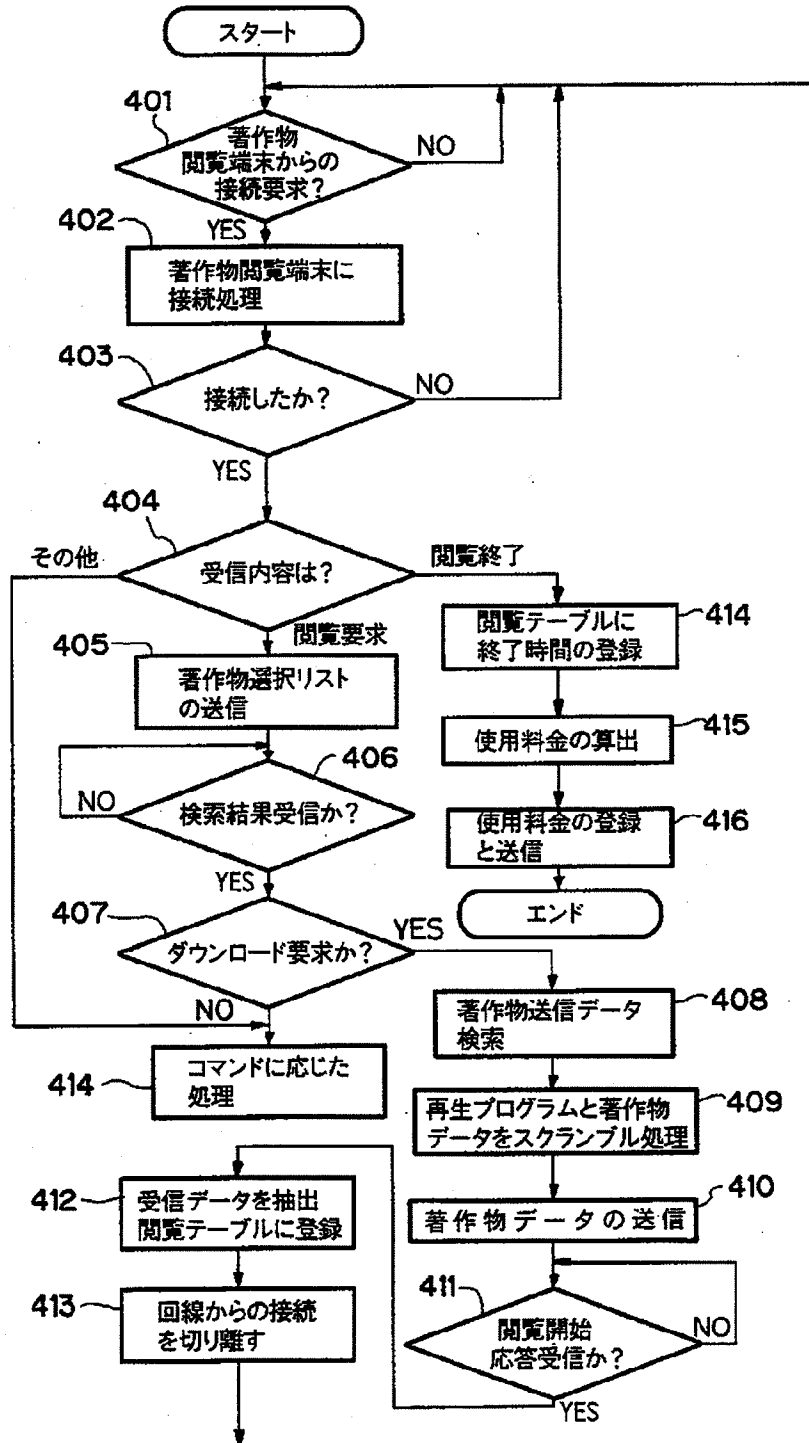 スタート
401
著作物
閲覧端末からの
接続要求?
NO
YES
402
著作物閲覧端末に
接続処理
403
接続したか?
NO
YES
404
その他
受信内容は?
閲覧終了
閲覧要求
405
著作物選択リスト
の送信
406
検索結果受信か?
NO
YES
407
ダウンロード要求か?
YES
NO
414
コマンドに応じた
処理
閲覧テーブルに
終了時間の登録
414
使用料金の算出
415
使用料金の登録
と送信
416
エンド
著作物送信データ
検索
408
再生プログラムと著作物
データをスクランブル処理
409
著作物データの送信
410
411
閲覧開始
応答受信か?
NO
YES
412
受信データを抽出
閲覧テーブルに登録
413
回線からの接続
を切り離す